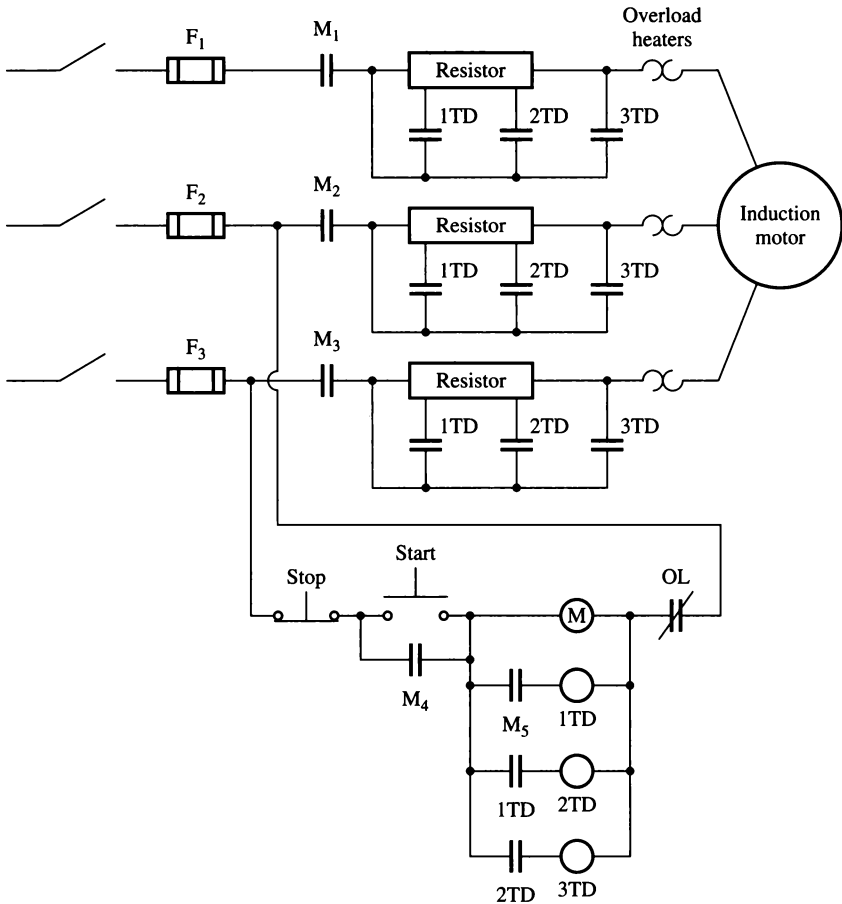 Overload
heaters
F₁
M₁
Resistor
1TD
2TD
3TD
F₂
M₂
Resistor
1TD
2TD
3TD
Induction
motor
F₃
M₃
Resistor
1TD
2TD
3TD
Start
Stop
OL
M
M₄
M₅
1TD
1TD
2TD
2TD
3TD